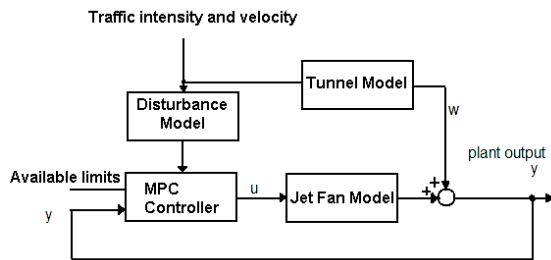 Traffic intensity and velocity
Tunnel Model
Disturbance
Model
w
plant output
y
Available limits
MPC
Controller
y
u
Jet Fan Model
+
+